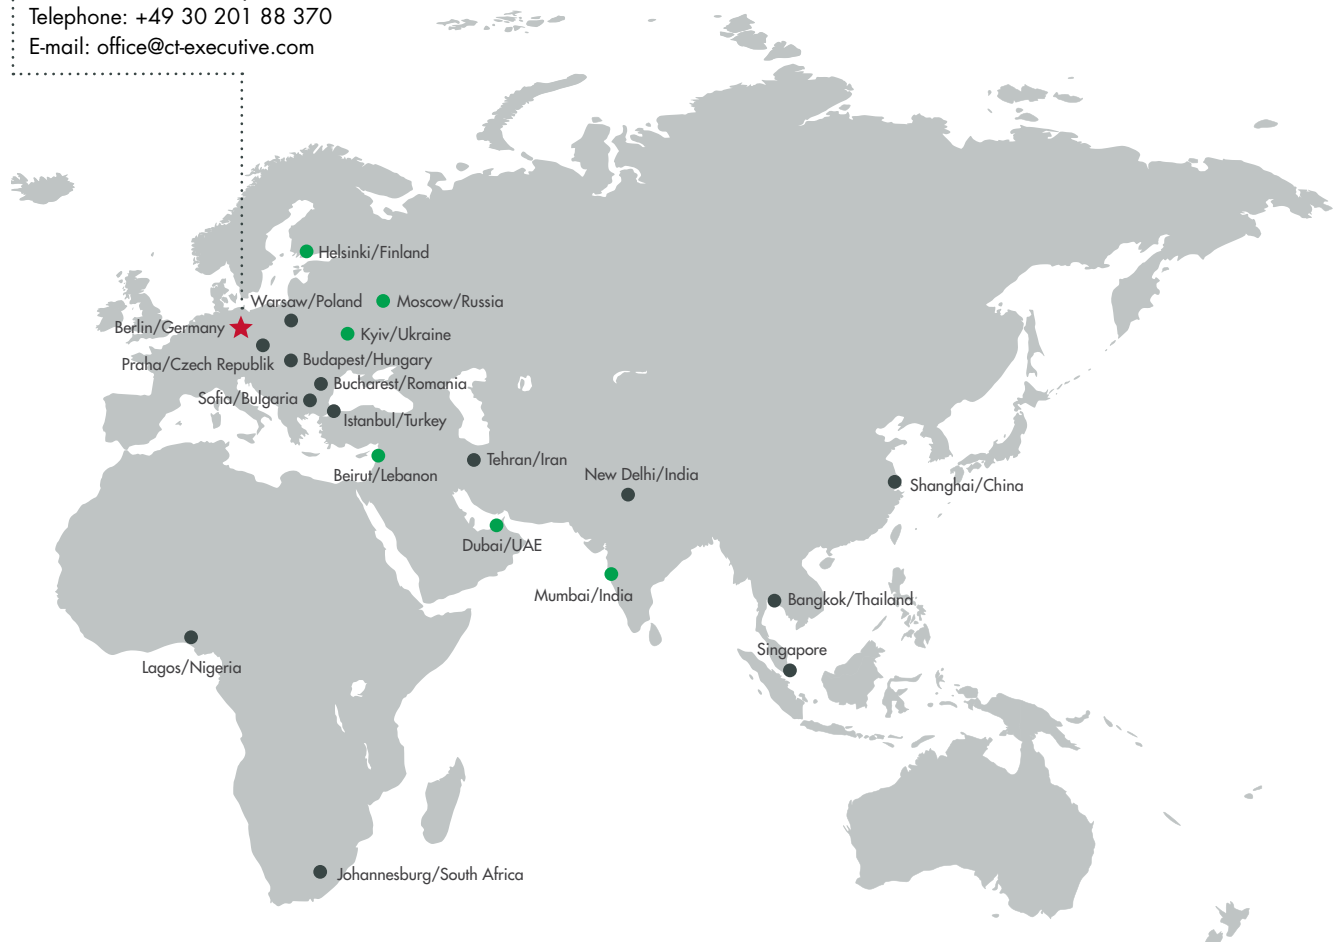 Telephone: +49 30 201 88 370
E-mail: office@ct-executive.com
Helsinki/Finland
Warsaw/Poland
Moscow/Russia
Berlin/Germany
Kyiv/Ukraine
Praha/Czech Republik
Budapest/Hungary
Bucharest/Romania
Sofia/Bulgaria
Istanbul/Turkey
Beirut/Lebanon
Tehran/Iran
New Delhi/India
Shanghai/China
Dubai/UAE
Mumbai/India
Bangkok/Thailand
Singapore
Lagos/Nigeria
Johannesburg/South Africa